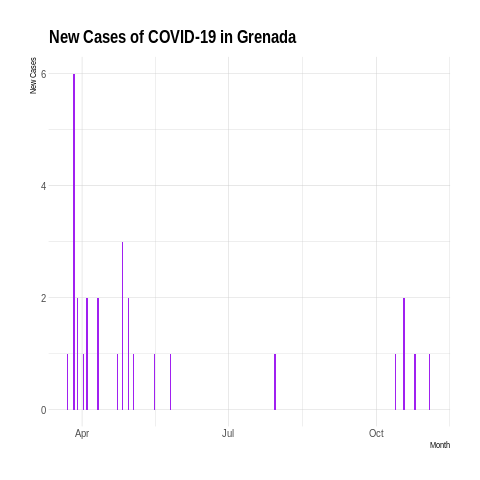 New Cases of COVID-19 in Grenada
New Cases
6
4
2
0
Apr
Jul
Oct
Month